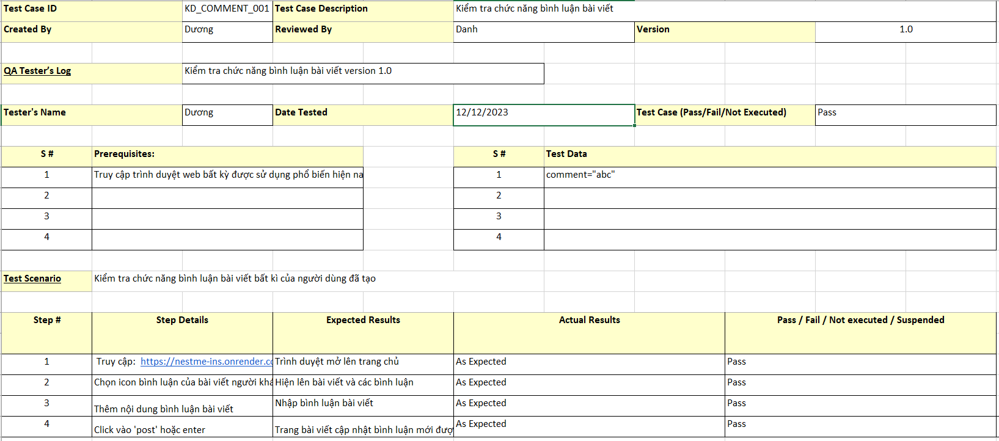 Test Case ID KD_COMMENT_001 Test Case Description Kiểm tra chức năng bình luận bài viết
Created By Dương Reviewed By Danh Version 1.0
QA Tester's Log Kiểm tra chức năng bình luận bài viết version 1.0
Tester's Name Dương Date Tested 12/12/2023 Test Case (Pass/Fail/Not Executed) Pass
S # Prerequisites: S # Test Data
1 Truy cập trình duyệt web bất kỳ được sử dụng phổ biến hiện na 1 comment="abc"
2 2
3 3
4 4
Test Scenario Kiểm tra chức năng bình luận bài viết bất kì của người dùng đã tạo
Step # Step Details Expected Results Actual Results Pass / Fail / Not executed / Suspended
1 Truy cập: https://nestme-ins.onrender.co Trình duyệt mở lên trang chủ As Expected Pass
2 Chọn icon bình luận của bài viết người khá Hiện lên bài viết và các bình luận As Expected Pass
3 Thêm nội dung bình luận bài viết Nhập bình luận bài viết As Expected Pass
4 Click vào 'post' hoặc enter Trang bài viết cập nhật bình luận mới đượ As Expected Pass